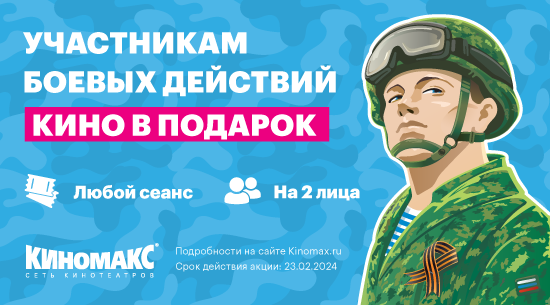 УЧАСТНИКАМ
БОЕВЫХ ДЕЙСТВИЙ
КИНО В ПОДАРОК
Любой сеанс
На 2 лица
КИНОМАКС®
СЕТЬ КИНОТЕАТРОВ
Подробности на сайте Kinomax.ru
Срок действия акции: 23.02.2024